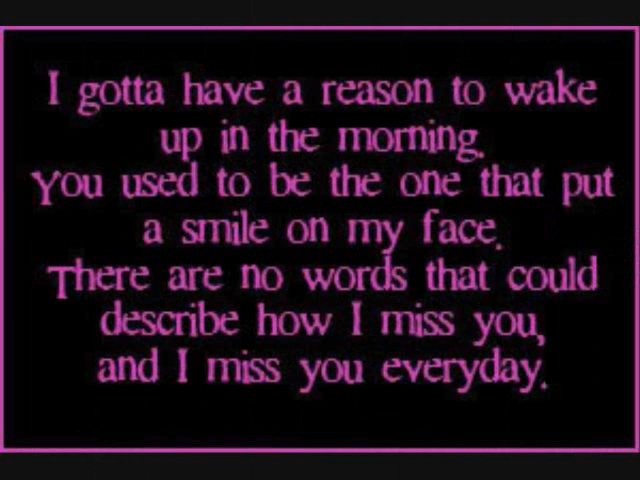 I gotta have a reason to wake
up in the morning.
You used to be the one that put
a smile on my face.
There are no words that could
describe how I miss you,
and I miss you everyday.